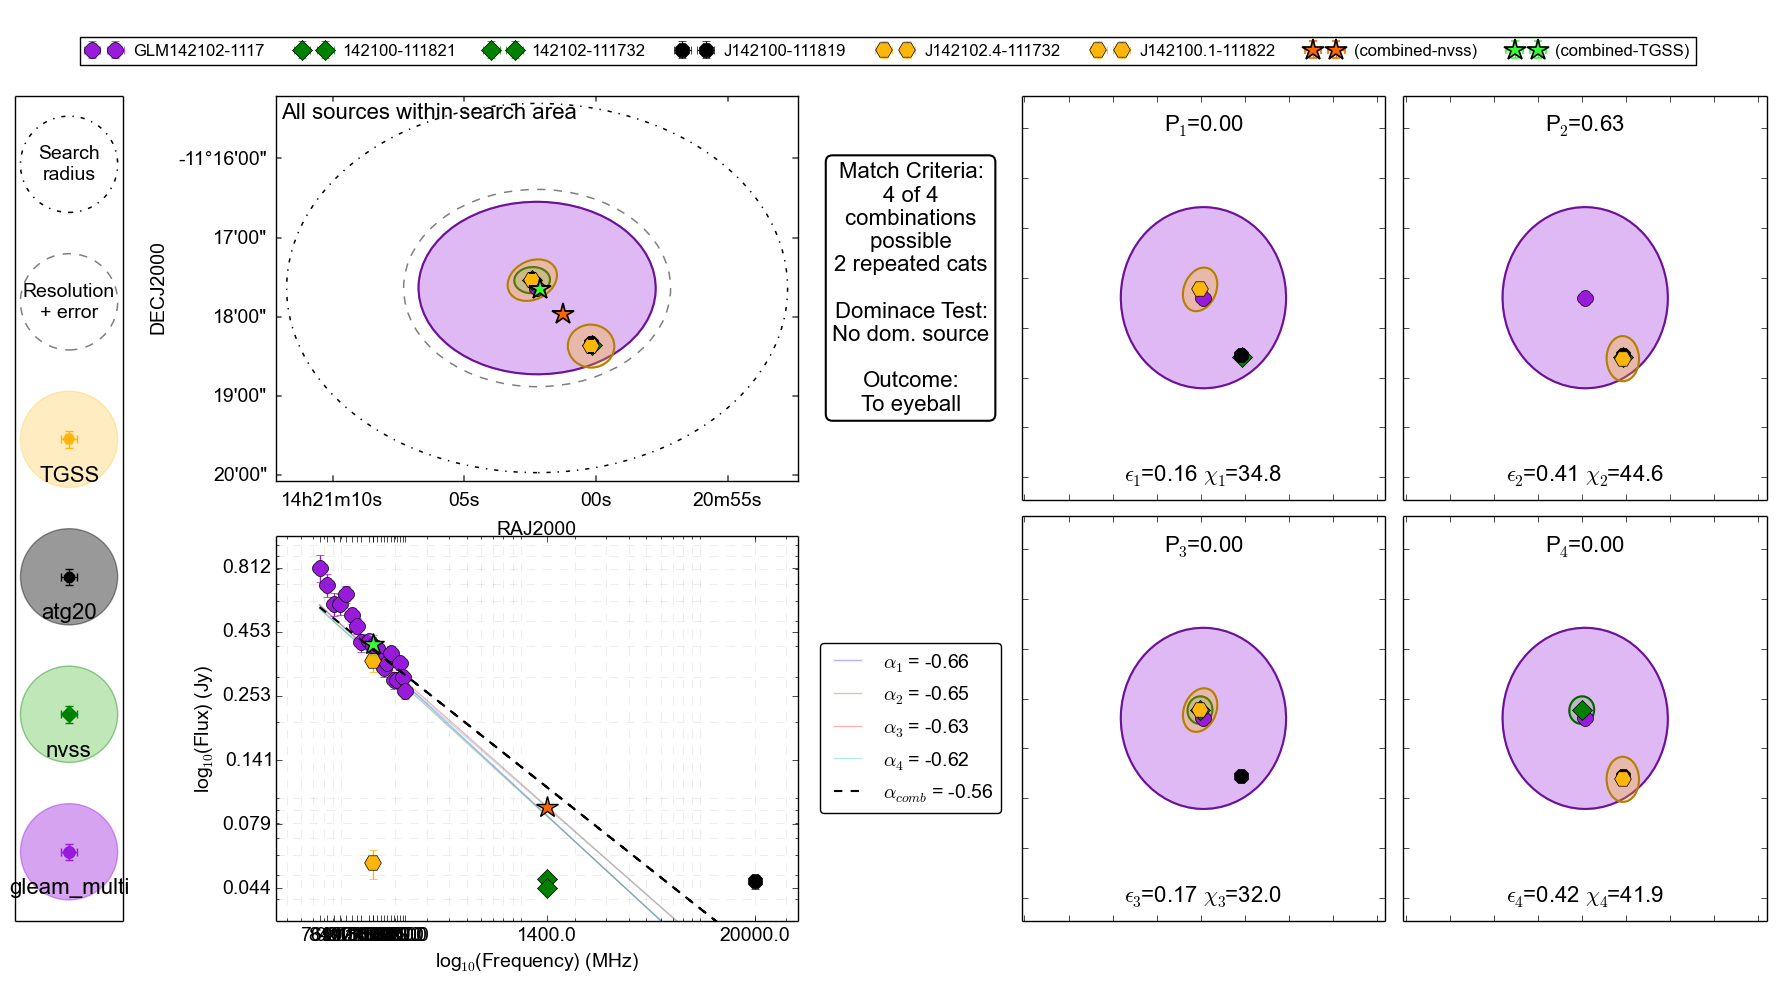 GLM142102-1117 142100-111821 142102-111732 J142100-111819 J142102.4-111732 J142100.1-111822 (combined-nvss) (combined-TGSS)
Search
radius
Resolution
+ error
TGSS
atg20
nvss
gleam_multi
All sources within search area
DECJ2000
-11°16'00"
17'00"
18'00"
19'00"
20'00"
14h21m10s 05s 00s 20m55s
RAJ2000
Match Criteria:
4 of 4
combinations
possible
2 repeated cats
Dominace Test:
No dom. source
Outcome:
To eyeball
P1=0.00
ϵ1=0.16 χ1=34.8
P2=0.63
ϵ2=0.41 χ2=44.6
P3=0.00
ϵ3=0.17 χ3=32.0
P4=0.00
ϵ4=0.42 χ4=41.9
log10(Flux) (Jy)
0.812
0.453
0.253
0.141
0.079
0.044
1400.0 20000.0
log10(Frequency) (MHz)
α1 = -0.66
α2 = -0.65
α3 = -0.63
α4 = -0.62
αcomb = -0.56